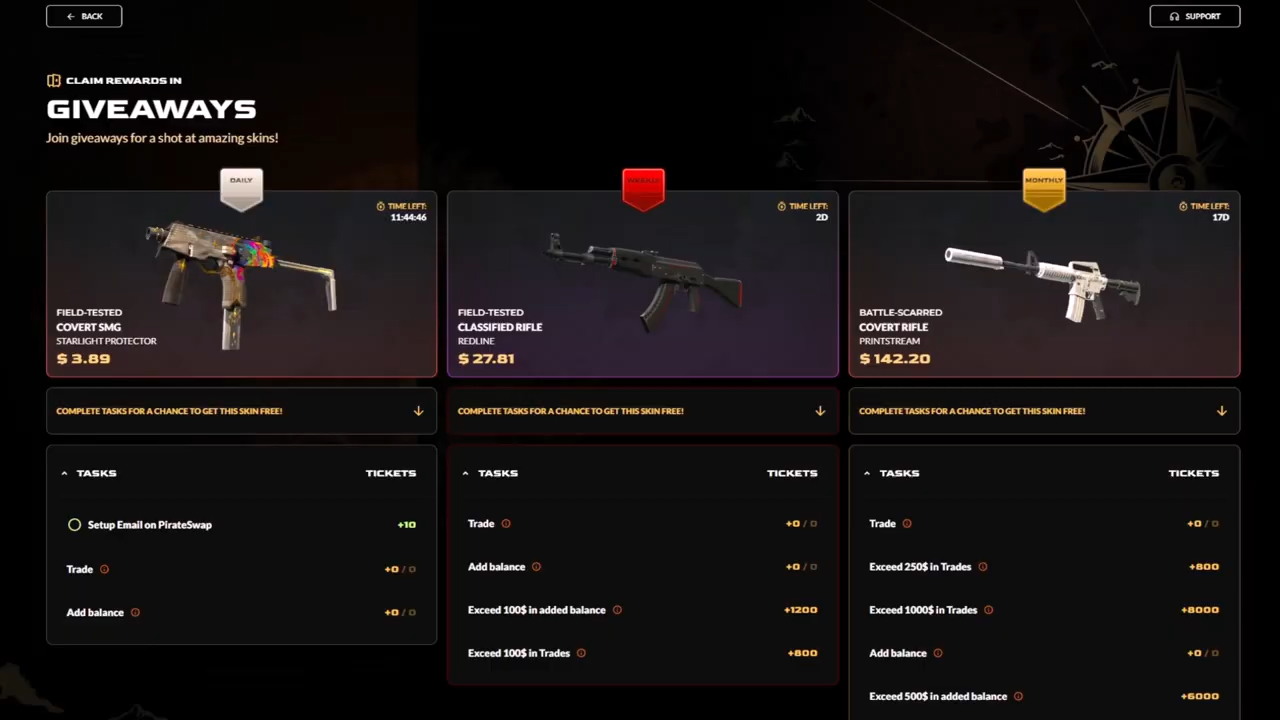 BACK
SUPPORT
CLAIM REWARDS IN
GIVEAWAYS
Join giveaways for a shot at amazing skins!
DAILY
TIME LEFT:
11:44:46
FIELD-TESTED
COVERT SMG
STARLIGHT PROTECTOR
$ 3.89
COMPLETE TASKS FOR A CHANCE TO GET THIS SKIN FREE!
TASKS TICKETS
Setup Email on PirateSwap +10
Trade +0 / 0
Add balance +0 / 0
WEEKLY
TIME LEFT:
2D
FIELD-TESTED
CLASSIFIED RIFLE
REDLINE
$ 27.81
COMPLETE TASKS FOR A CHANCE TO GET THIS SKIN FREE!
TASKS TICKETS
Trade +0 / 0
Add balance +0 / 0
Exceed 100$ in added balance +1200
Exceed 100$ in Trades +800
MONTHLY
TIME LEFT:
17D
BATTLE-SCARRED
COVERT RIFLE
PRINTSTREAM
$ 142.20
COMPLETE TASKS FOR A CHANCE TO GET THIS SKIN FREE!
TASKS TICKETS
Trade +0 / 0
Exceed 250$ in Trades +800
Exceed 1000$ in Trades +8000
Add balance +0 / 0
Exceed 500$ in added balance +6000